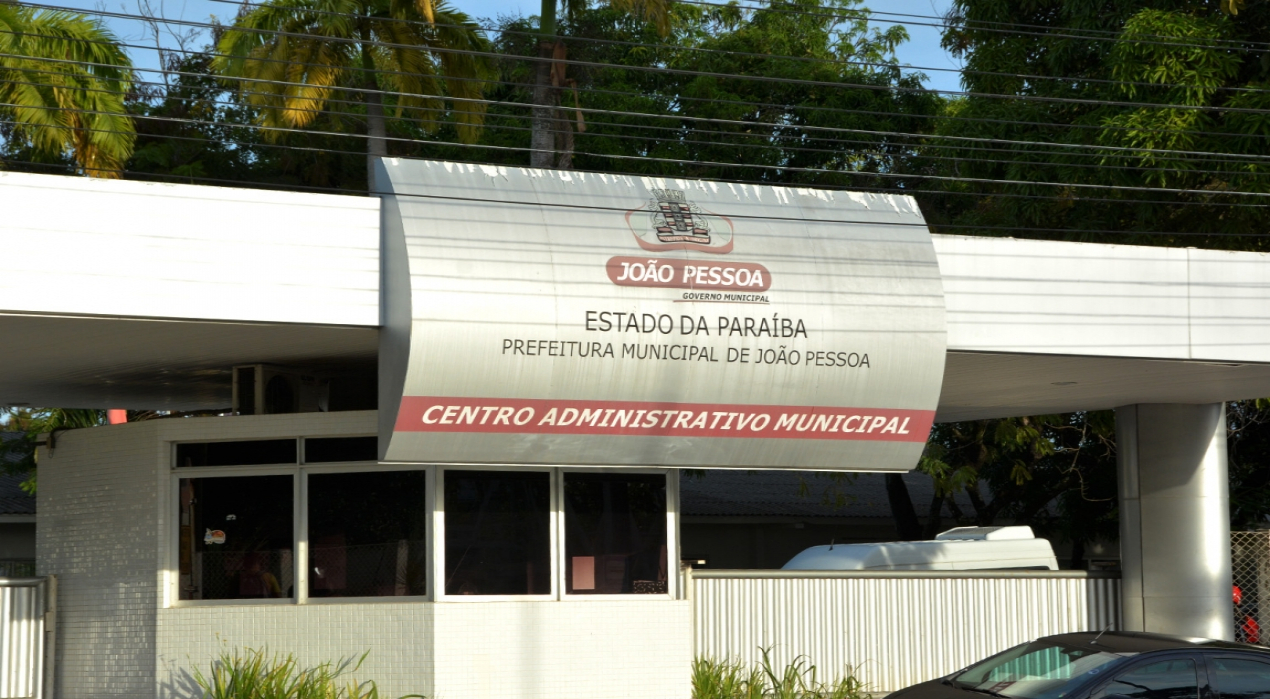 JOÃO PESSOA
GOVERNO MUNICIPAL
ESTADO DA PARAÍBA
PREFEITURA MUNICIPAL DE JOÃO PESSOA
CENTRO ADMINISTRATIVO MUNICIPAL